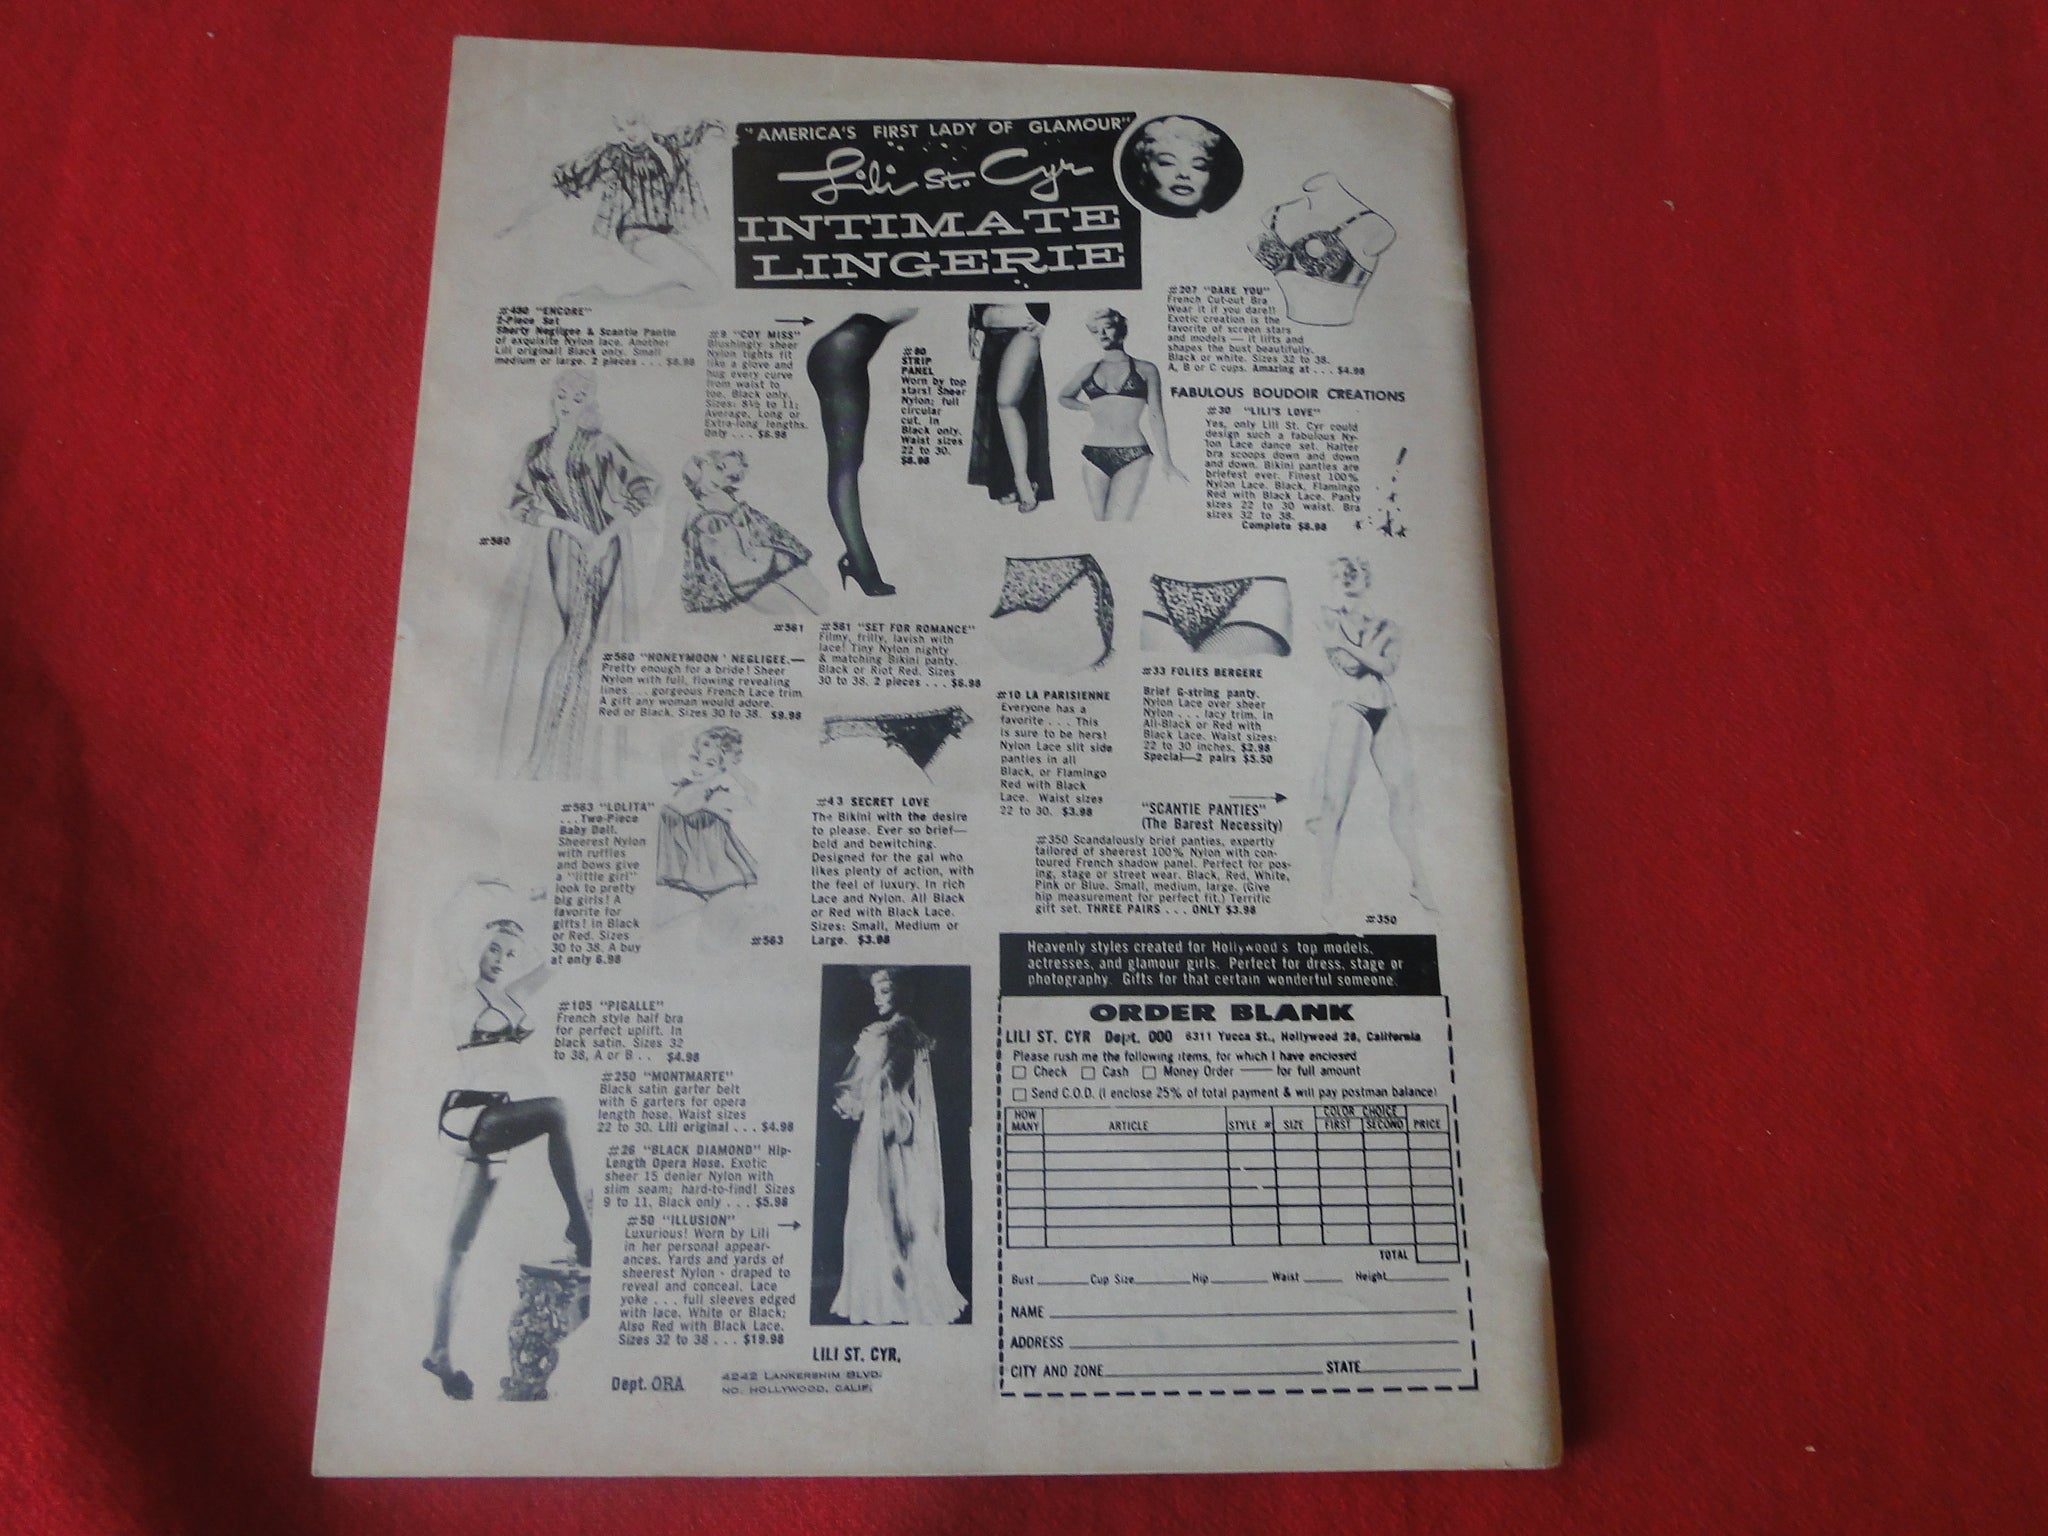 "AMERICA'S FIRST LADY OF GLAMOUR"
Lili St. Cyr
INTIMATE
LINGERIE
#490 "ENCORE"
2-Piece Set
Shorty Negligee & Scantie Pantie
of exquisite Nylon lace. Another
Lili original! Black only. Small
medium or large. 2 pieces . . . $8.98
#9 "COY MISS"
Blushingly sheer
Nylon tights fit
like a glove and
hug every curve
from waist to
toe. Black only.
Sizes: 8½ to 11;
Average, Long or
Extra-long lengths.
Only . . . $6.98
#80
STRIP
PANEL
Worn by top
stars! Sheer
Nylon; full
circular
cut. In
Black only.
Waist sizes
22 to 30.
$8.98
#207 "DARE YOU"
French Cut-out Bra
Wear it if you dare!!
Exotic creation is the
favorite of screen stars
and models — it lifts and
shapes the bust beautifully.
Black or white. Sizes 32 to 38.
A, B or C cups. Amazing at . . . $4.98
FABULOUS BOUDOIR CREATIONS
#30 "LILI'S LOVE"
Yes, only Lili St. Cyr could
design such a fabulous Ny-
lon Lace dance set. Halter
bra scoops down and down
and down. Bikini panties are
briefest ever. Finest 100%
Nylon Lace. Black, Flamingo
Red with Black Lace. Panty
sizes 22 to 30 waist. Bra
sizes 32 to 38.
Complete $6.98
#560
#561
#560 "HONEYMOON" NEGLIGEE.—
Pretty enough for a bride! Sheer
Nylon with full, flowing revealing
lines . . . gorgeous French Lace trim
A gift any woman would adore.
Red or Black. Sizes 30 to 38. $9.98
#561 "SET FOR ROMANCE"
Filmy, frilly, lavish with
lace! Tiny Nylon nighty
& matching Bikini panty.
Black or Riot Red. Sizes
30 to 38. 2 pieces . . . $6.98
#10 LA PARISIENNE
Everyone has a
favorite . . . This
is sure to be hers!
Nylon Lace slit side
panties in all
Black, or Flamingo
Red with Black
Lace. Waist sizes
22 to 30. $3.98
#33 FOLIES BERGERE
Brief G-string panty.
Nylon Lace over sheer
Nylon . . . lacy trim. In
All-Black or Red with
Black Lace. Waist sizes:
22 to 30 inches. $2.98
Special—2 pairs $5.50
"SCANTIE PANTIES"
(The Barest Necessity)
#350 Scandalously brief panties, expertly
tailored of sheerest 100% Nylon with con-
toured French shadow panel. Perfect for pos-
ing, stage or street wear. Black, Red, White,
Pink or Blue. Small, medium, large. (Give
hip measurement for perfect fit.) Terrific
gift set. THREE PAIRS . . . ONLY $3.98
#350
#563 "LOLITA"
. . . Two-Piece
Baby Doll.
Sheerest Nylon
with ruffles
and bows give
a "little girl"
look to pretty
big girls! A
favorite for
gifts! In Black
or Red. Sizes
30 to 38. A buy
at only 6.98
#563
#43 SECRET LOVE
The Bikini with the desire
to please. Ever so brief—
bold and bewitching.
Designed for the gal who
likes plenty of action, with
the feel of luxury. In rich
Lace and Nylon. All Black
or Red with Black Lace.
Sizes: Small, Medium or
Large. $3.98
#105 "PIGALLE"
French style half bra
for perfect uplift. In
black satin. Sizes 32
to 38, A or B . . $4.98
#250 "MONTMARTE"
Black satin garter belt
with 6 garters for opera
length hose. Waist sizes
22 to 30. Lili original . . . $4.98
#26 "BLACK DIAMOND" Hip-
Length Opera Hose. Exotic
sheer 15 denier Nylon with
slim seam; hard-to-find! Sizes
9 to 11. Black only . . . $5.98
#50 "ILLUSION"
Luxurious! Worn by Lili
in her personal appear-
ances. Yards and yards of
sheerest Nylon - draped to
reveal and conceal. Lace
yoke . . . full sleeves edged
with lace. White or Black;
Also Red with Black Lace.
Sizes 32 to 38 . . . $19.98
Dept. ORA
LILI ST. CYR,
4242 LANKERSHIM BLVD.
NO. HOLLYWOOD, CALIF.
Heavenly styles created for Hollywood's top models,
actresses, and glamour girls. Perfect for dress, stage or
photography. Gifts for that certain wonderful someone.
ORDER BLANK
LILI ST. CYR Dept. 000 6311 Yucca St., Hollywood 28, California
Please rush me the following items, for which I have enclosed
Check Cash Money Order — for full amount
Send C.O.D. (I enclose 25% of total payment & will pay postman balance)
HOW MANY ARTICLE STYLE # SIZE COLOR CHOICE FIRST SECOND PRICE
TOTAL
Bust Cup Size Hip Waist Height
NAME
ADDRESS
CITY AND ZONE STATE